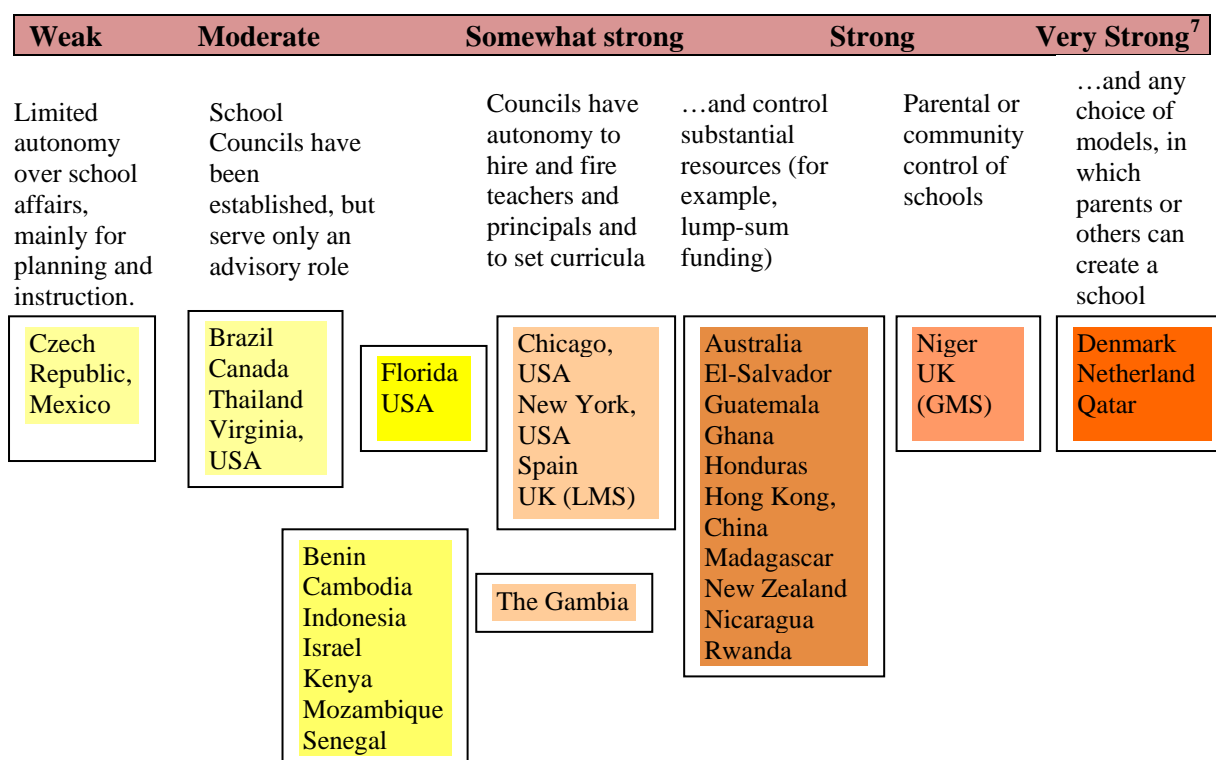 Weak Moderate Somewhat strong Strong Very Strong7
Limited
autonomy
over school
affairs,
mainly for
planning and
instruction.
School
Councils have
been
established, but
serve only an
advisory role
Councils have
autonomy to
hire and fire
teachers and
principals and
to set curricula
…and control
substantial
resources (for
example,
lump-sum
funding)
Parental or
community
control of
schools
…and any
choice of
models, in
which
parents or
others can
create a
school
Czech
Republic,
Mexico
Brazil
Canada
Thailand
Virginia,
USA
Florida
USA
Chicago,
USA
New York,
USA
Spain
UK (LMS)
Australia
El-Salvador
Guatemala
Ghana
Honduras
Hong Kong,
China
Madagascar
New Zealand
Nicaragua
Rwanda
Niger
UK
(GMS)
Denmark
Netherland
Qatar
Benin
Cambodia
Indonesia
Israel
Kenya
Mozambique
Senegal
The Gambia